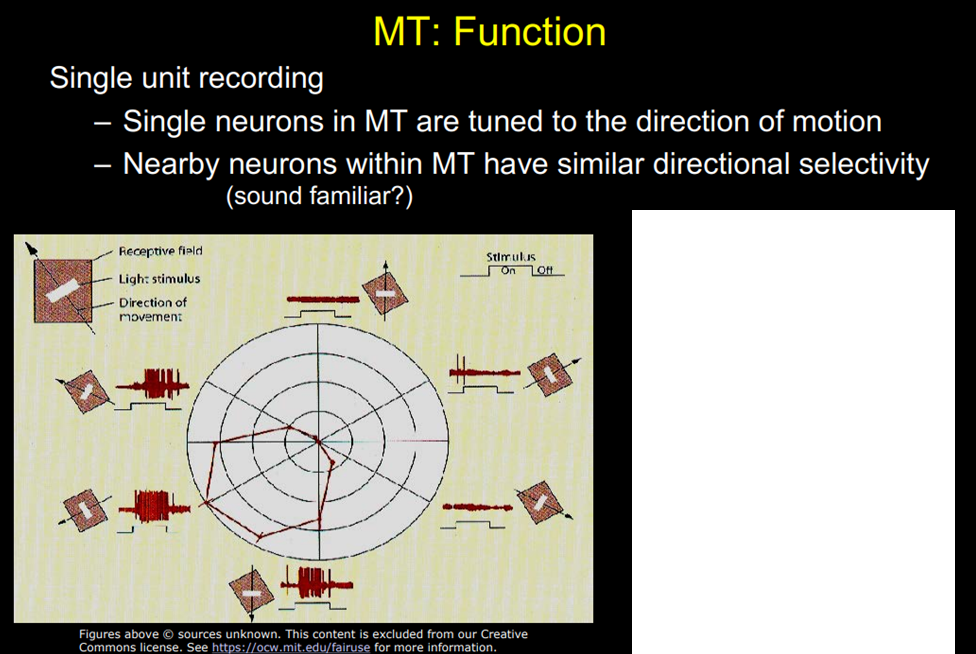 MT: Function
Single unit recording
– Single neurons in MT are tuned to the direction of motion
– Nearby neurons within MT have similar directional selectivity
(sound familiar?)
Receptive field
Light stimulus
Direction of
movement
Stimulus
On Off
Figures above © sources unknown. This content is excluded from our Creative
Commons license. See https://ocw.mit.edu/fairuse for more information.